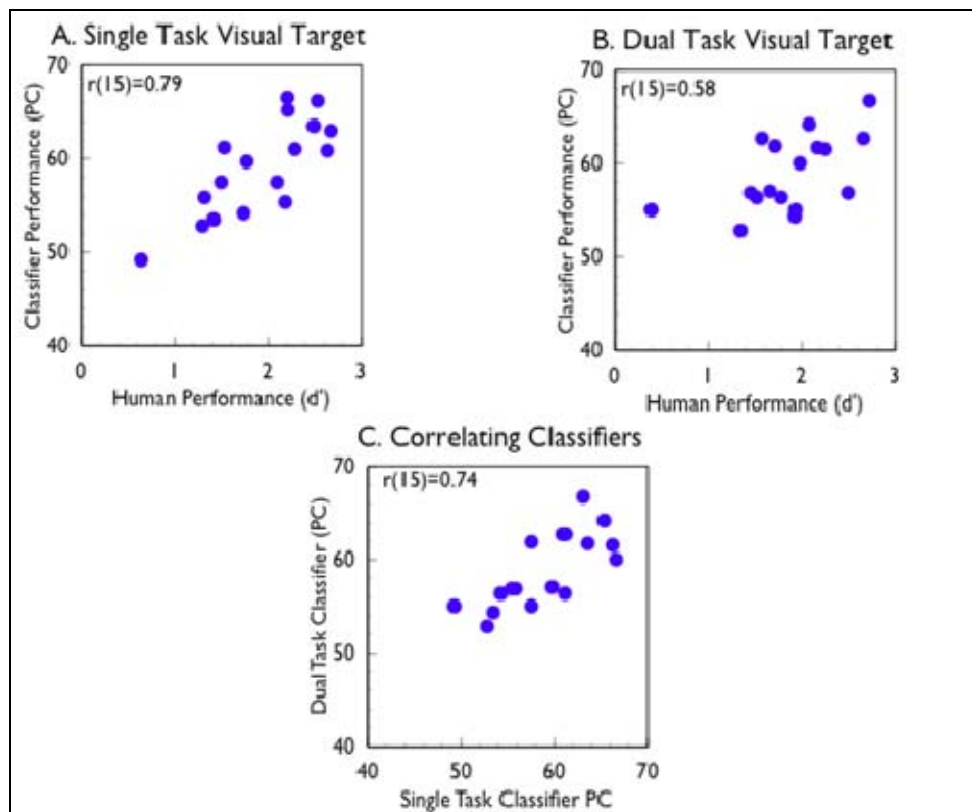 A. Single Task Visual Target
r(15)=0.79
Classifier Performance (PC)
70
60
50
40
0
1
2
3
Human Performance (d')
B. Dual Task Visual Target
r(15)=0.58
Classifier Performance (PC)
70
60
50
40
0
1
2
3
Human Performance (d')
C. Correlating Classifiers
r(15)=0.74
Dual Task Classifier (PC)
70
60
50
40
40
50
60
70
Single Task Classifier PC